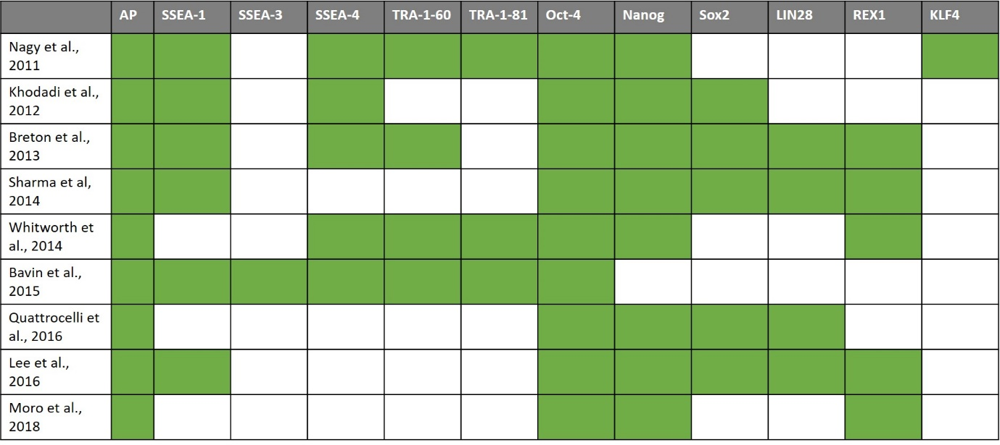 AP SSEA-1 SSEA-3 SSEA-4 TRA-1-60 TRA-1-81 Oct-4 Nanog Sox2 LIN28 REX1 KLF4
Nagy et al.,
2011
Khodadi et al.,
2012
Breton et al.,
2013
Sharma et al,
2014
Whitworth et
al., 2014
Bavin et al.,
2015
Quattrocelli et
al., 2016
Lee et al.,
2016
Moro et al.,
2018